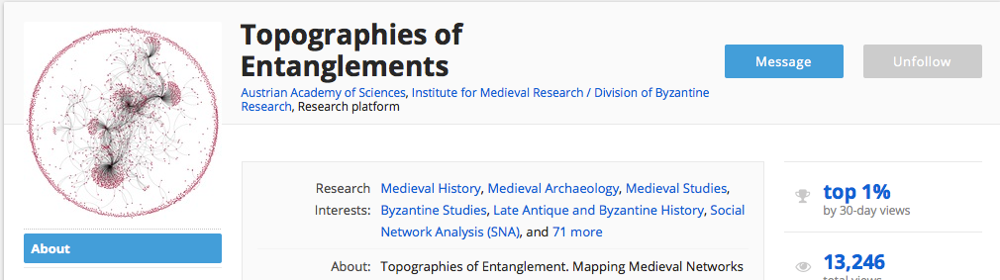 Topographies of
Entanglements
Austrian Academy of Sciences, Institute for Medieval Research / Division of Byzantine
Research, Research platform
Message
Unfollow
About
Research Interests:
Medieval History, Medieval Archaeology, Medieval Studies,
Byzantine Studies, Late Antique and Byzantine History, Social
Network Analysis (SNA), and 71 more
About:
Topographies of Entanglement. Mapping Medieval Networks
top 1%
by 30-day views
13,246
total views